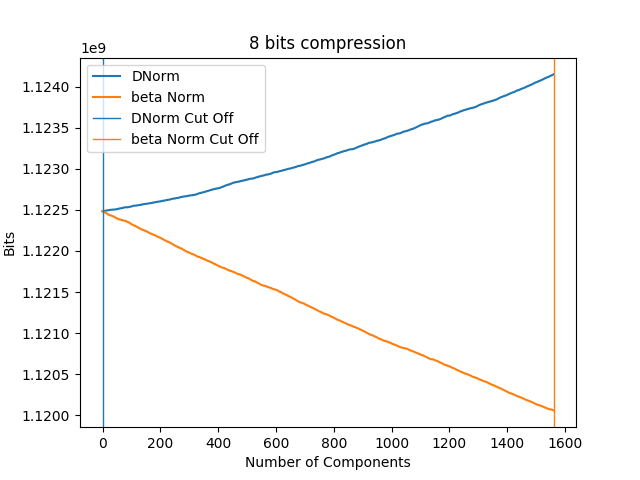 8 bits compression
1e9
DNorm
beta Norm
DNorm Cut Off
beta Norm Cut Off
1.1240
1.1235
1.1230
1.1225
1.1220
1.1215
1.1210
1.1205
1.1200
Bits
0 200 400 600 800 1000 1200 1400 1600
Number of Components